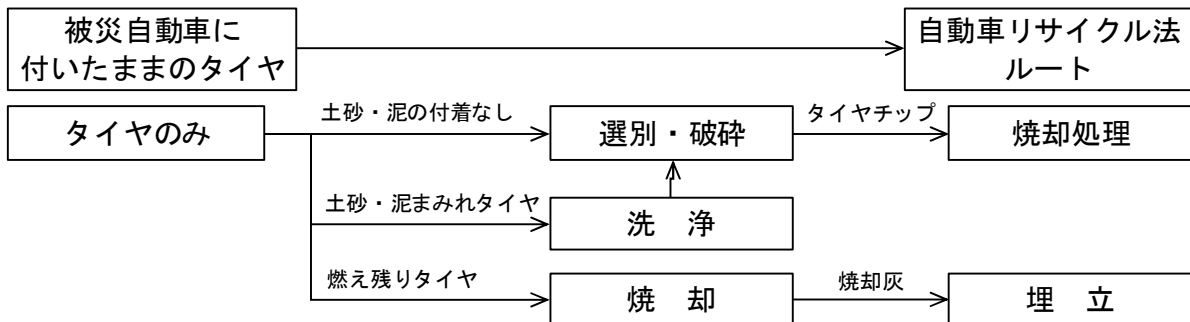 被災自動車に
付いたままのタイヤ
自動車リサイクル法
ルート
タイヤのみ
土砂・泥の付着なし
選別・破砕
タイヤチップ
焼却処理
土砂・泥まみれタイヤ
洗　浄
燃え残りタイヤ
焼　却
焼却灰
埋　立